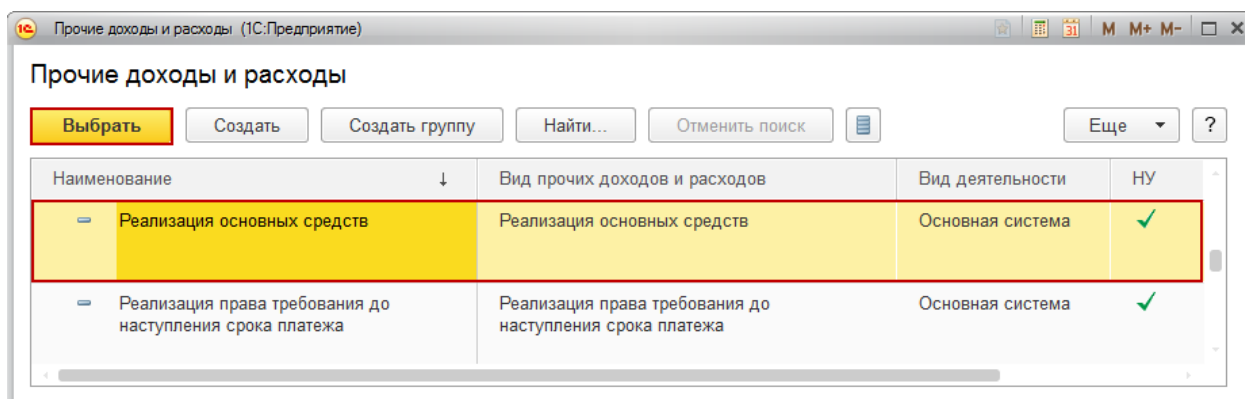 1С Прочие доходы и расходы (1С:Предприятие) 31 M M+ M-
Прочие доходы и расходы
Выбрать Создать Создать группу Найти... Отменить поиск Еще ?
Наименование ↓ Вид прочих доходов и расходов Вид деятельности НУ
Реализация основных средств Реализация основных средств Основная система
Реализация права требования до Реализация права требования до Основная система
наступления срока платежа наступления срока платежа